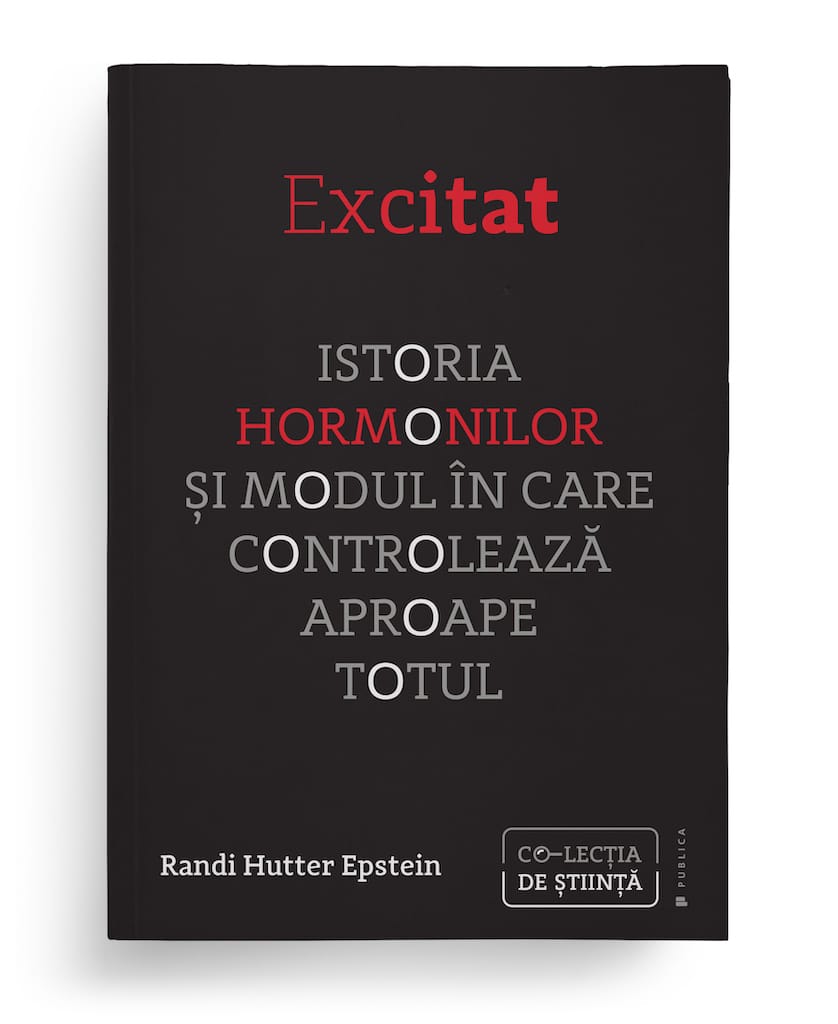 Excitat
ISTORIA
HORMONILOR
ȘI MODUL ÎN CARE
CONTROLEAZĂ
APROAPE
TOTUL
Randi Hutter Epstein
CO-LECȚIA
DE ȘTIINȚĂ
PUBLICA